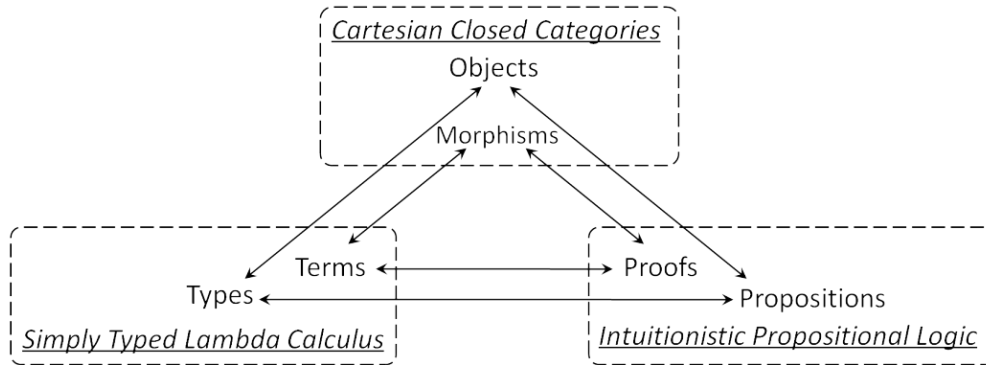 Cartesian Closed Categories
Objects
Morphisms
Terms
Proofs
Types
Propositions
Simply Typed Lambda Calculus
Intuitionistic Propositional Logic